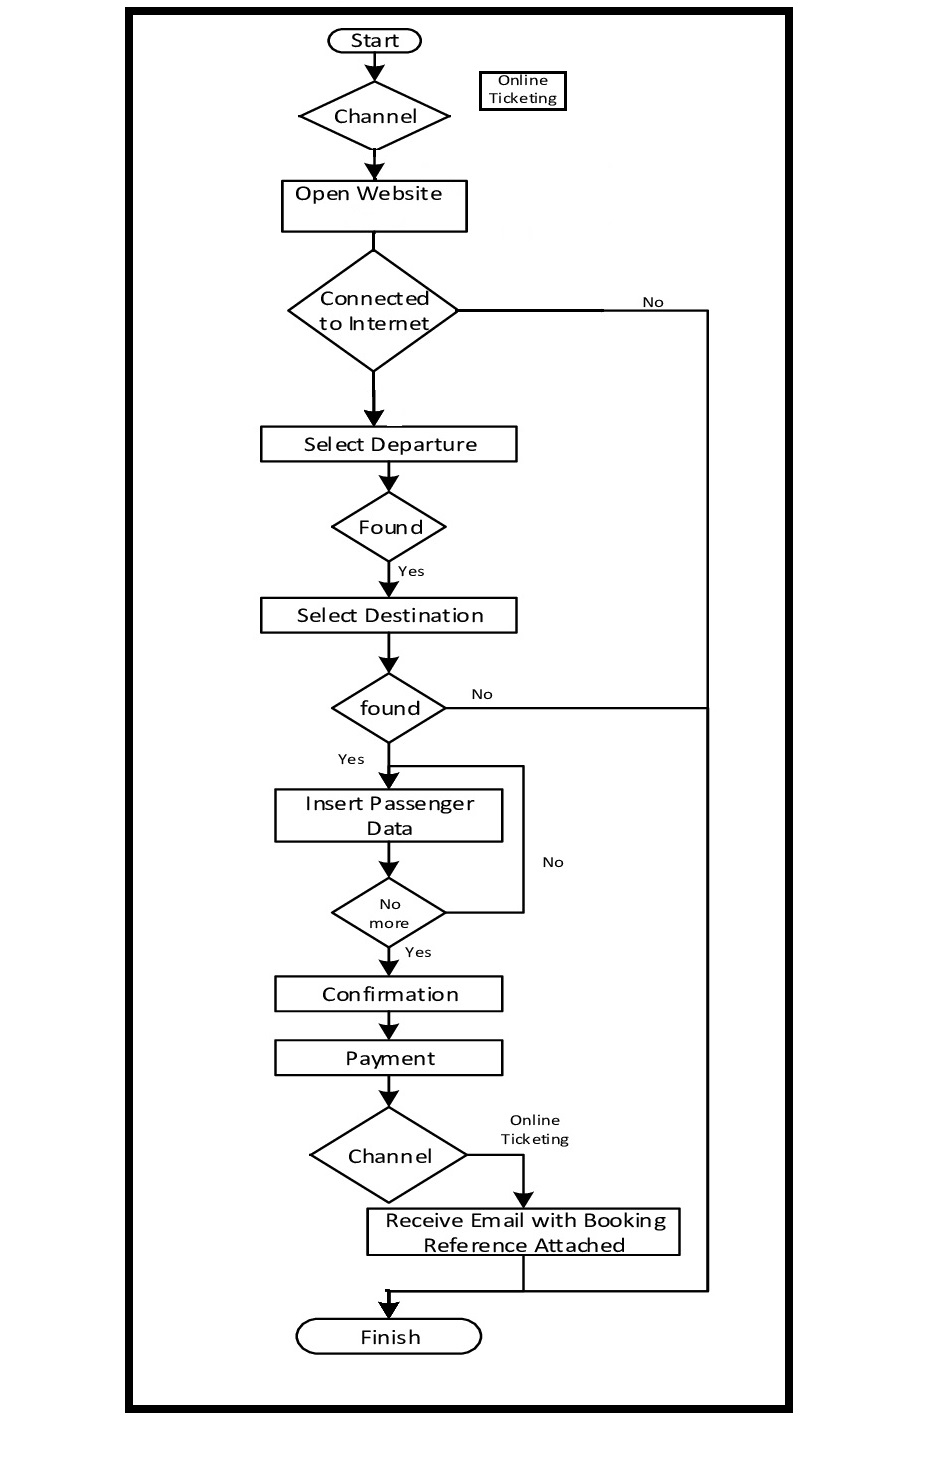 Start
Online
Ticketing
Channel
Open Website
Connected
to Internet
No
Select Departure
Found
Yes
Select Destination
found
No
Yes
Insert Passenger
Data
No
No
more
Yes
Confirmation
Payment
Online
Ticketing
Channel
Receive Email with Booking
Reference Attached
Finish